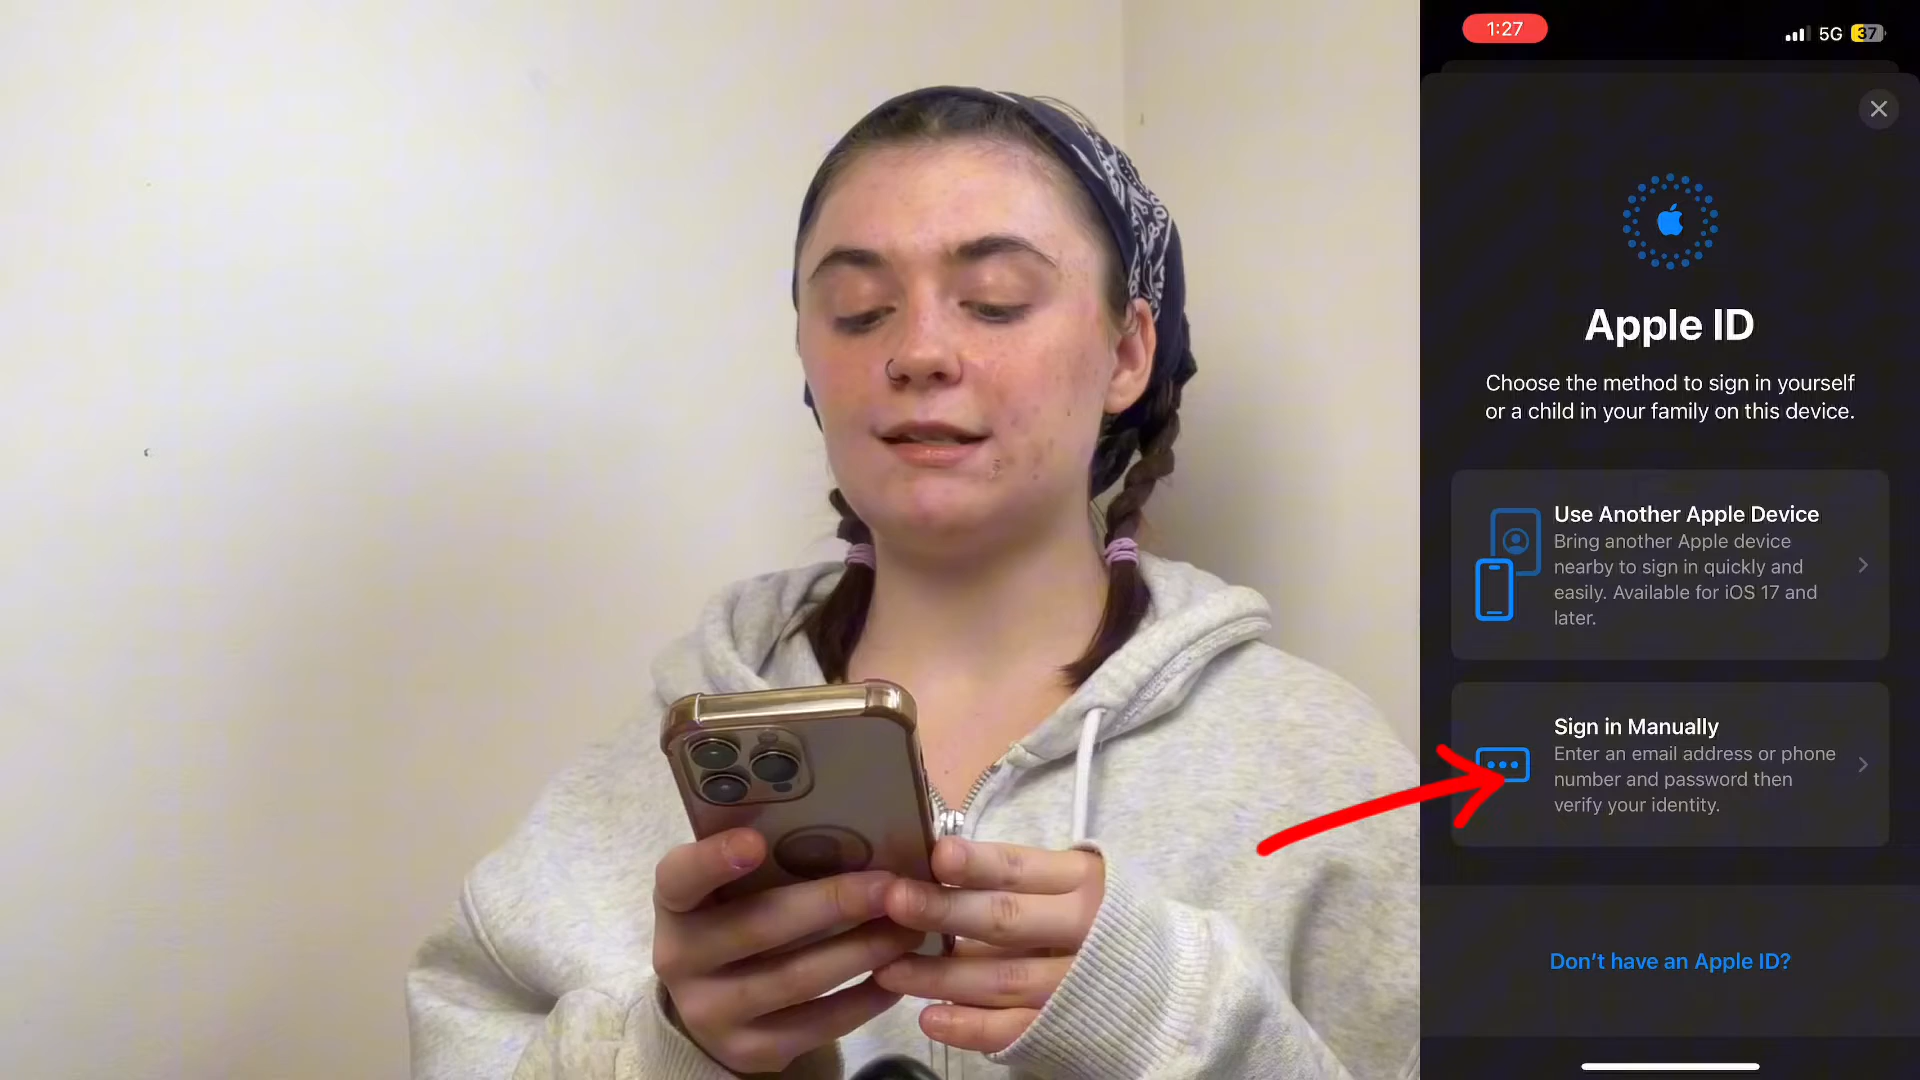 1:27
5G
37
Apple ID
Choose the method to sign in yourself
or a child in your family on this device.
Use Another Apple Device
Bring another Apple device
nearby to sign in quickly and
easily. Available for iOS 17 and
later.
Sign in Manually
Enter an email address or phone
number and password then
verify your identity.
Don't have an Apple ID?